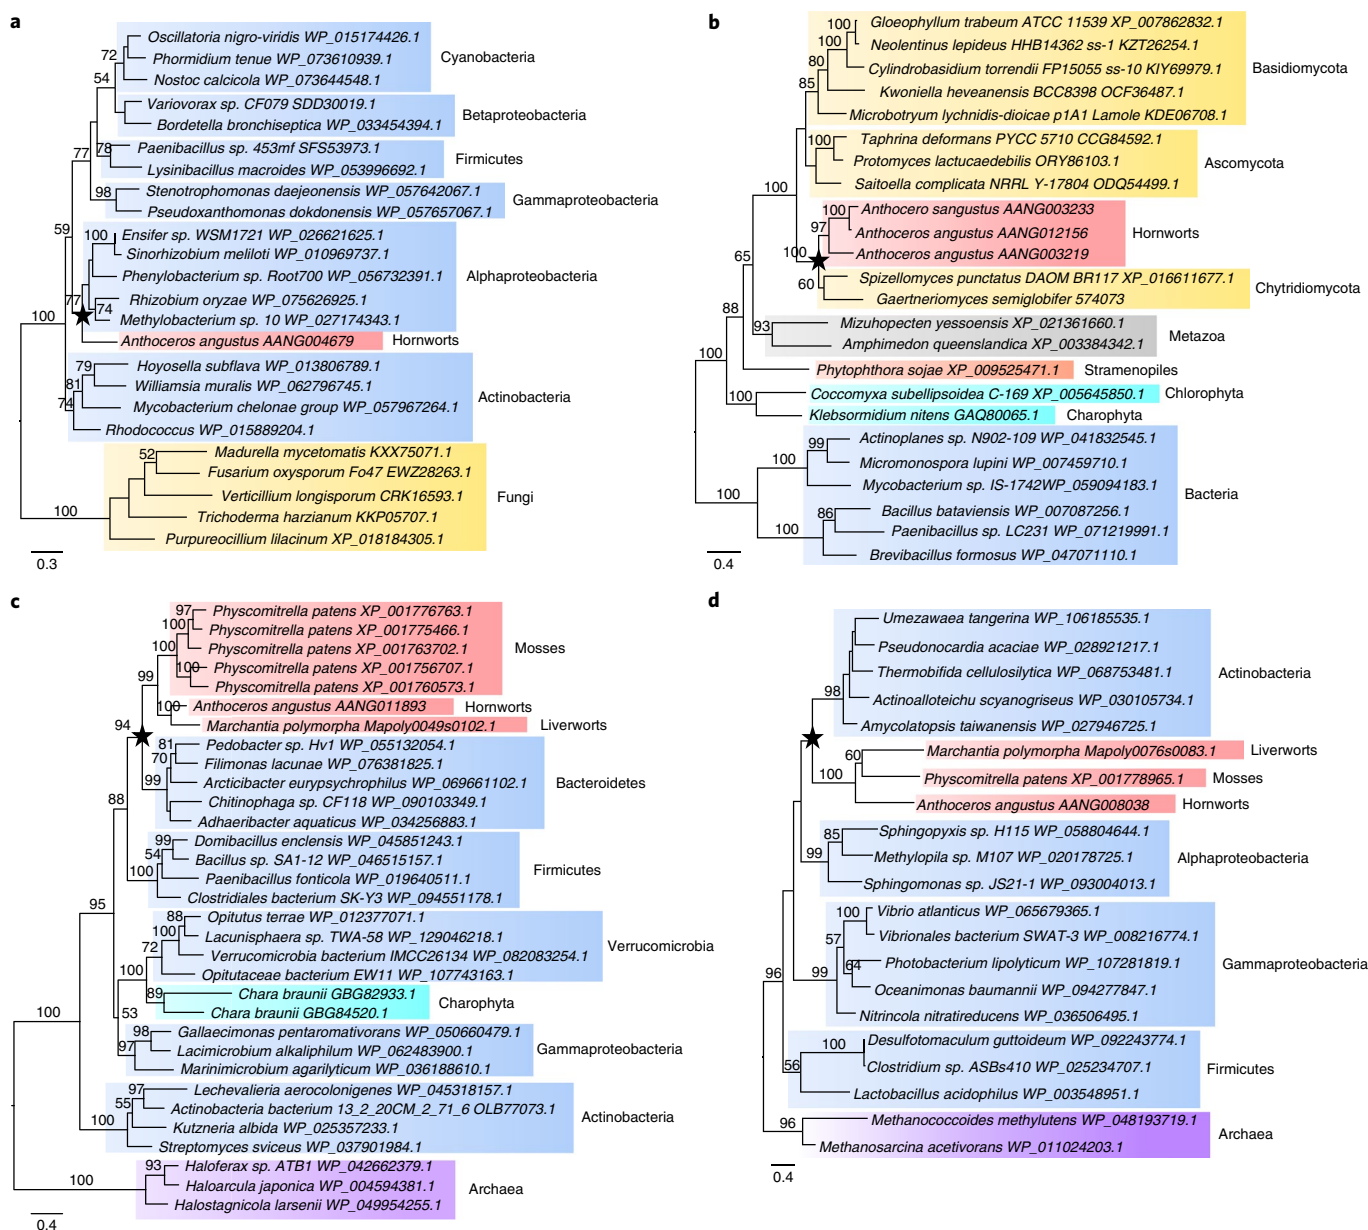 a
Oscillatoria nigro-viridis WP_015174426.1
Phormidium tenue WP_073610939.1
Nostoc calcicola WP_073644548.1
Cyanobacteria
72
54
Variovorax sp. CF079 SDD30019.1
Bordetella bronchiseptica WP_033454394.1
Betaproteobacteria
77
78
Paenibacillus sp. 453mf SFS53973.1
Lysinibacillus macroides WP_053996692.1
Firmicutes
98
Stenotrophomonas daejeonensis WP_057642067.1
Pseudoxanthomonas dokdonensis WP_057657067.1
Gammaproteobacteria
59
100
Ensifer sp. WSM1721 WP_026621625.1
Sinorhizobium meliloti WP_010969737.1
Phenylobacterium sp. Root700 WP_056732391.1
Rhizobium oryzae WP_075626925.1
Methylobacterium sp. 10 WP_027174343.1
Alphaproteobacteria
77
74
100
Anthoceros angustus AANG004679
Hornworts
79
81
74
Hoyosella subflava WP_013806789.1
Williamsia muralis WP_062796745.1
Mycobacterium chelonae group WP_057967264.1
Rhodococcus WP_015889204.1
Actinobacteria
52
100
Madurella mycetomatis KXX75071.1
Fusarium oxysporum Fo47 EWZ28263.1
Verticillium longisporum CRK16593.1
Trichoderma harzianum KKP05707.1
Purpureocillium lilacinum XP_018184305.1
Fungi
0.3
b
100
100
80
85
Gloeophyllum trabeum ATCC 11539 XP_007862832.1
Neolentinus lepideus HHB14362 ss-1 KZT26254.1
Cylindrobasidium torrendii FP15055 ss-10 KIY69979.1
Kwoniella heveanensis BCC8398 OCF36487.1
Microbotryum lychnidis-dioicae p1A1 Lamole KDE06708.1
Basidiomycota
100
Taphrina deformans PYCC 5710 CCG84592.1
Protomyces lactucaedebilis ORY86103.1
Saitoella complicata NRRL Y-17804 ODQ54499.1
Ascomycota
100
100
97
100
Anthocero sangustus AANG003233
Anthoceros angustus AANG012156
Anthoceros angustus AANG003219
Hornworts
65
60
Spizellomyces punctatus DAOM BR117 XP_016611677.1
Gaertneriomyces semiglobifer 574073
Chytridiomycota
88
93
Mizuhopecten yessoensis XP_021361660.1
Amphimedon queenslandica XP_003384342.1
Metazoa
100
Phytophthora sojae XP_009525471.1
Stramenopiles
100
Coccomyxa subellipsoidea C-169 XP_005645850.1
Chlorophyta
Klebsormidium nitens GAQ80065.1
Charophyta
99
100
100
Actinoplanes sp. N902-109 WP_041832545.1
Micromonospora lupini WP_007459710.1
Mycobacterium sp. IS-1742WP_059094183.1
Bacteria
86
100
Bacillus bataviensis WP_007087256.1
Paenibacillus sp. LC231 WP_071219991.1
Brevibacillus formosus WP_047071110.1
0.4
c
97
100
100
100
Physcomitrella patens XP_001776763.1
Physcomitrella patens XP_001775466.1
Physcomitrella patens XP_001763702.1
Physcomitrella patens XP_001756707.1
Physcomitrella patens XP_001760573.1
Mosses
99
100
Anthoceros angustus AANG011893
Hornworts
Marchantia polymorpha Mapoly0049s0102.1
Liverworts
94
81
70
99
Pedobacter sp. Hv1 WP_055132054.1
Filimonas lacunae WP_076381825.1
Arcticibacter eurypsychrophilus WP_069661102.1
Chitinophaga sp. CF118 WP_090103349.1
Adhaeribacter aquaticus WP_034256883.1
Bacteroidetes
88
99
54
100
Domibacillus enclensis WP_045851243.1
Bacillus sp. SA1-12 WP_046515157.1
Paenibacillus fonticola WP_019640511.1
Clostridiales bacterium SK-Y3 WP_094551178.1
Firmicutes
95
88
100
72
100
Opitutus terrae WP_012377071.1
Lacunisphaera sp. TWA-58 WP_129046218.1
Verrucomicrobia bacterium IMCC26134 WP_082083254.1
Opitutaceae bacterium EW11 WP_107743163.1
Verrucomicrobia
89
Chara braunii GBG82933.1
Chara braunii GBG84520.1
Charophyta
53
100
98
97
Gallaecimonas pentaromativorans WP_050660479.1
Lacimicrobium alkaliphilum WP_062483900.1
Marinimicrobium agarilyticum WP_036188610.1
Gammaproteobacteria
97
55
100
Lechevalieria aerocolonigenes WP_045318157.1
Actinobacteria bacterium 13_2_20CM_2_71_6 OLB77073.1
Kutzneria albida WP_025357233.1
Streptomyces sviceus WP_037901984.1
Actinobacteria
93
100
Haloferax sp. ATB1 WP_042662379.1
Haloarcula japonica WP_004594381.1
Halostagnicola larsenii WP_049954255.1
Archaea
0.4
d
98
Umezawaea tangerina WP_106185535.1
Pseudonocardia acaciae WP_028921217.1
Thermobifida cellulosilytica WP_068753481.1
Actinoalloteichu scyanogriseus WP_030105734.1
Amycolatopsis taiwanensis WP_027946725.1
Actinobacteria
60
100
Marchantia polymorpha Mapoly0076s0083.1
Liverworts
Physcomitrella patens XP_001778965.1
Mosses
Anthoceros angustus AANG008038
Hornworts
85
99
Sphingopyxis sp. H115 WP_058804644.1
Methylopila sp. M107 WP_020178725.1
Sphingomonas sp. JS21-1 WP_093004013.1
Alphaproteobacteria
100
57
64
99
Vibrio atlanticus WP_065679365.1
Vibrionales bacterium SWAT-3 WP_008216774.1
Photobacterium lipolyticum WP_107281819.1
Oceanimonas baumannii WP_094277847.1
Nitrincola nitratireducens WP_036506495.1
Gammaproteobacteria
96
100
56
Desulfotomaculum guttoideum WP_092243774.1
Clostridium sp. ASBs410 WP_025234707.1
Lactobacillus acidophilus WP_003548951.1
Firmicutes
96
Methanococcoides methylutens WP_048193719.1
Methanosarcina acetivorans WP_011024203.1
Archaea
0.4